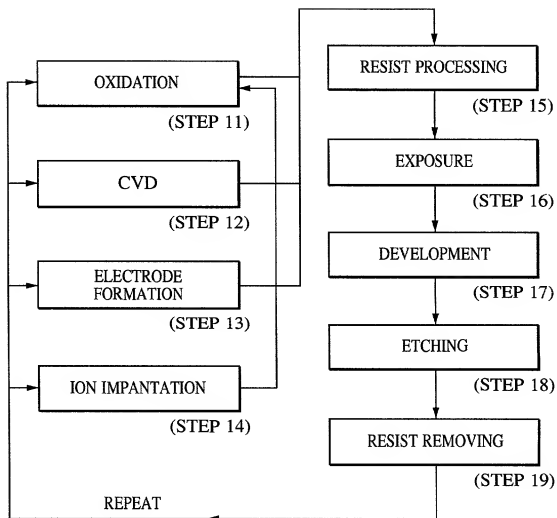 OXIDATION
(STEP 11)
CVD
(STEP 12)
ELECTRODE
FORMATION
(STEP 13)
ION IMPANTATION
(STEP 14)
RESIST PROCESSING
(STEP 15)
EXPOSURE
(STEP 16)
DEVELOPMENT
(STEP 17)
ETCHING
(STEP 18)
RESIST REMOVING
(STEP 19)
REPEAT